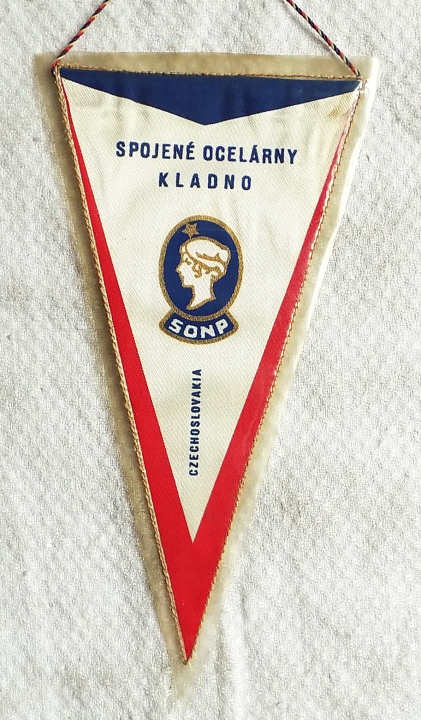 SPOJENÉ OCELÁRNY
KLADNO
SONP
CZECHOSLOVAKIA